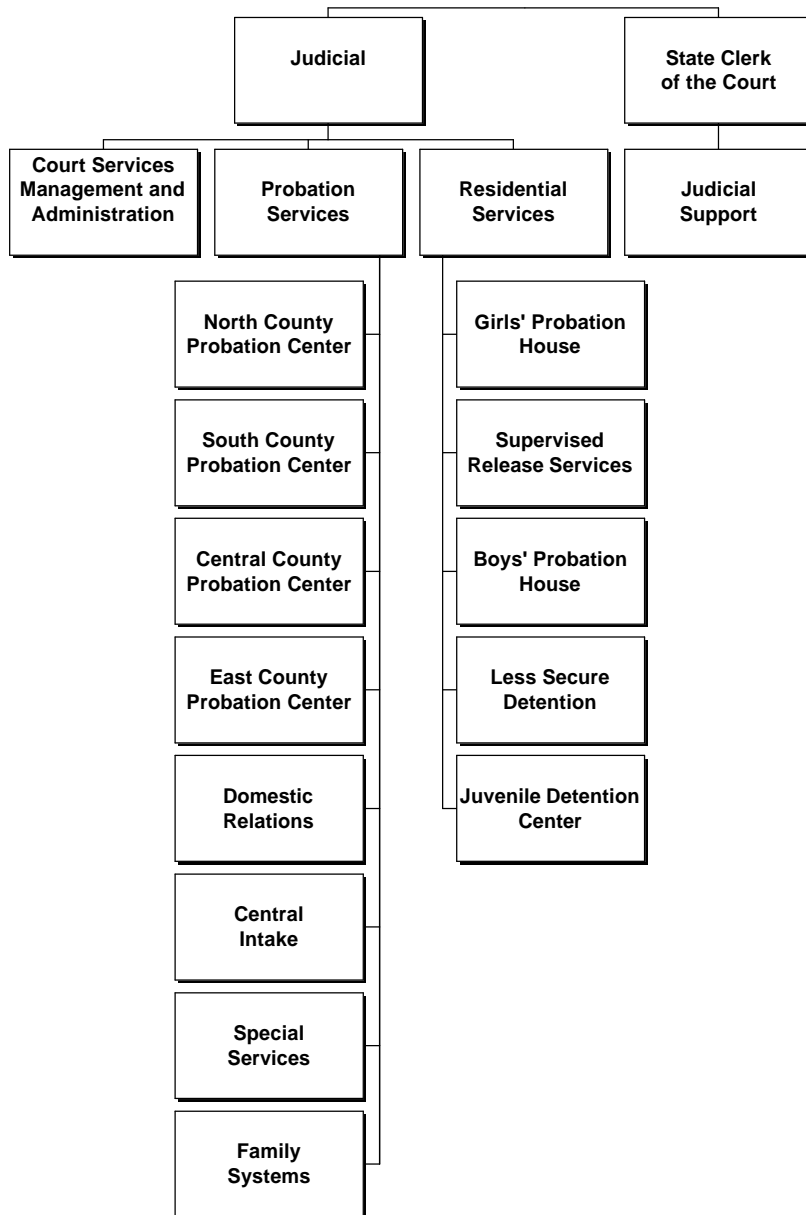 Judicial
State Clerk
of the Court
Court Services
Management and
Administration
Probation
Services
Residential
Services
Judicial
Support
North County
Probation Center
South County
Probation Center
Central County
Probation Center
East County
Probation Center
Domestic
Relations
Central
Intake
Special
Services
Family
Systems
Girls' Probation
House
Supervised
Release Services
Boys' Probation
House
Less Secure
Detention
Juvenile Detention
Center